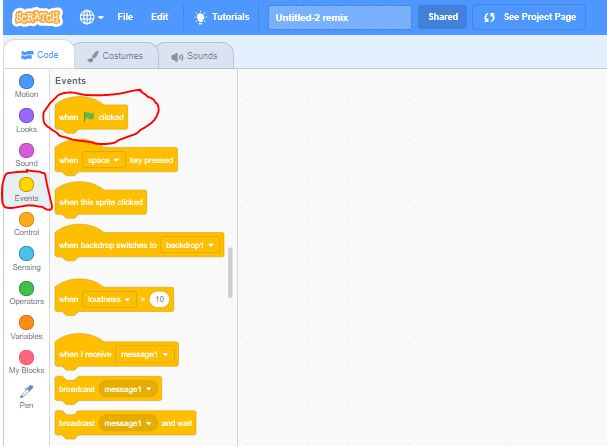 SCRATCH File Edit Tutorials Untitled-2 remix Shared See Project Page
Code Costumes Sounds
Motion
Looks
Sound
Events
Control
Sensing
Operators
Variables
My Blocks
Pen
Events
when clicked
when space key pressed
when this sprite clicked
when backdrop switches to backdrop1
when loudness > 10
when I receive message1
broadcast message1
broadcast message1 and wait